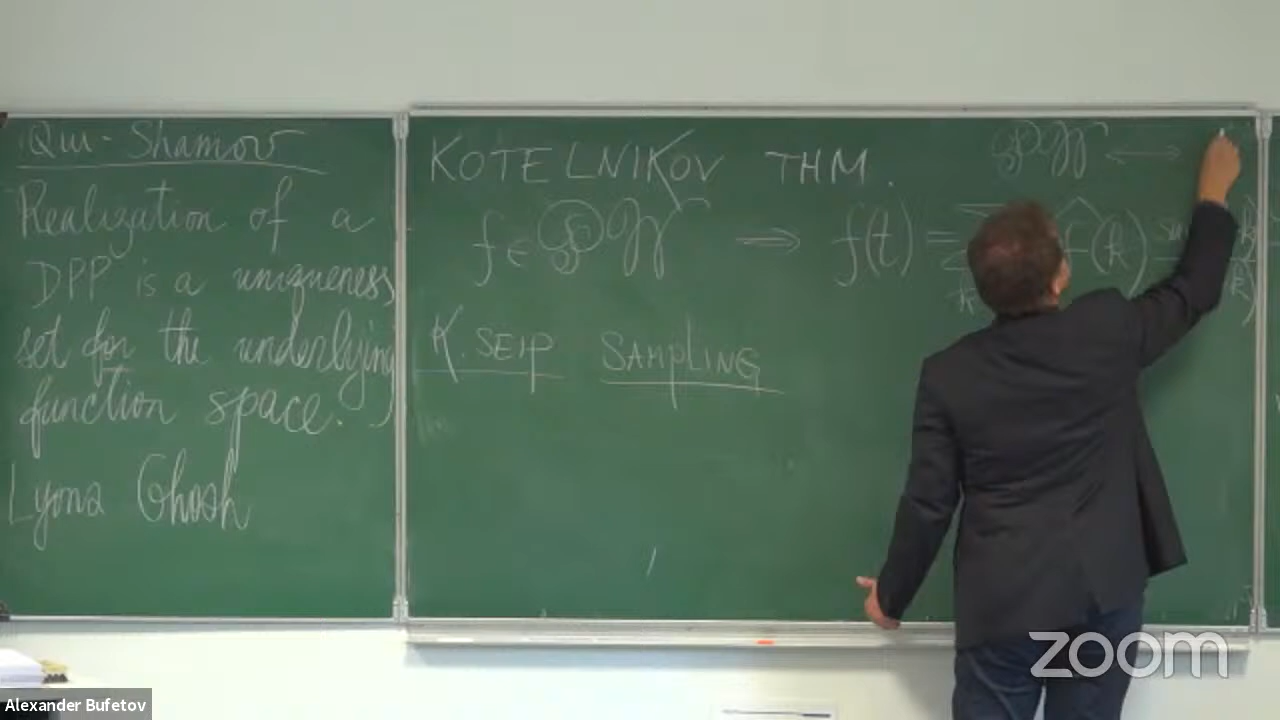 Qiu-Shamov
Realization of a
DPP is a uniqueness
set for the underlying
function space.
Lyons Ghosh
KOTELNIKOV THM.
f ∈ 𝒫𝒲 ⟹ f(t) = Σ f̂(k) sin
k
K. SEIP SAMPLING
𝒫𝒲 ⟷
zoom
Alexander Bufetov